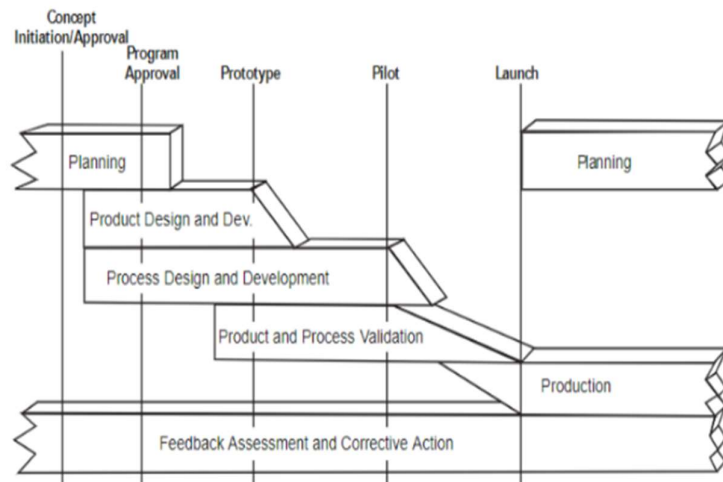 Concept
Initiation/Approval
Program
Approval
Prototype
Pilot
Launch
Planning
Planning
Product Design and Dev.
Process Design and Development
Product and Process Validation
Production
Feedback Assessment and Corrective Action